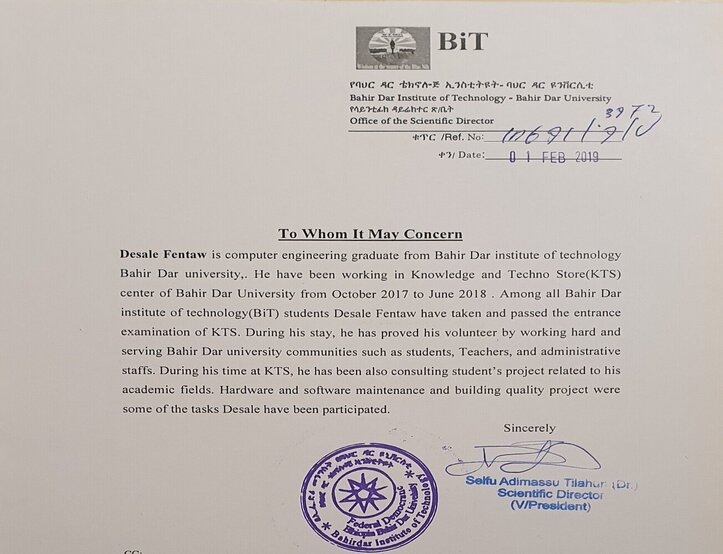 BiT
የባህር ዳር ቴክኖሎጅ ኢንስቲትዩት- ባህር ዳር ዩኒቨርሲቲ
Bahir Dar Institute of Technology - Bahir Dar University
የሳይንቲፊክ ዳይሬክተር ጽ/ቤት
Office of the Scientific Director
ቁጥር /Ref. No:
ቀን/ Date: 0 1 FEB 2019
To Whom It May Concern
Desale Fentaw is computer engineering graduate from Bahir Dar institute of technology
Bahir Dar university,. He have been working in Knowledge and Techno Store(KTS)
center of Bahir Dar University from October 2017 to June 2018 . Among all Bahir Dar
institute of technology(BiT) students Desale Fentaw have taken and passed the entrance
examination of KTS. During his stay, he has proved his volunteer by working hard and
serving Bahir Dar university communities such as students, Teachers, and administrative
staffs. During his time at KTS, he has been also consulting student's project related to his
academic fields. Hardware and software maintenance and building quality project were
some of the tasks Desale have been participated.
Sincerely
Seifu Adimassu Tilahun (Dr.)
Scientific Director
(V/President)
Federal Democratic
Ethiopia Bahir Dar University
Bahirdar Institute of Technology
CC: